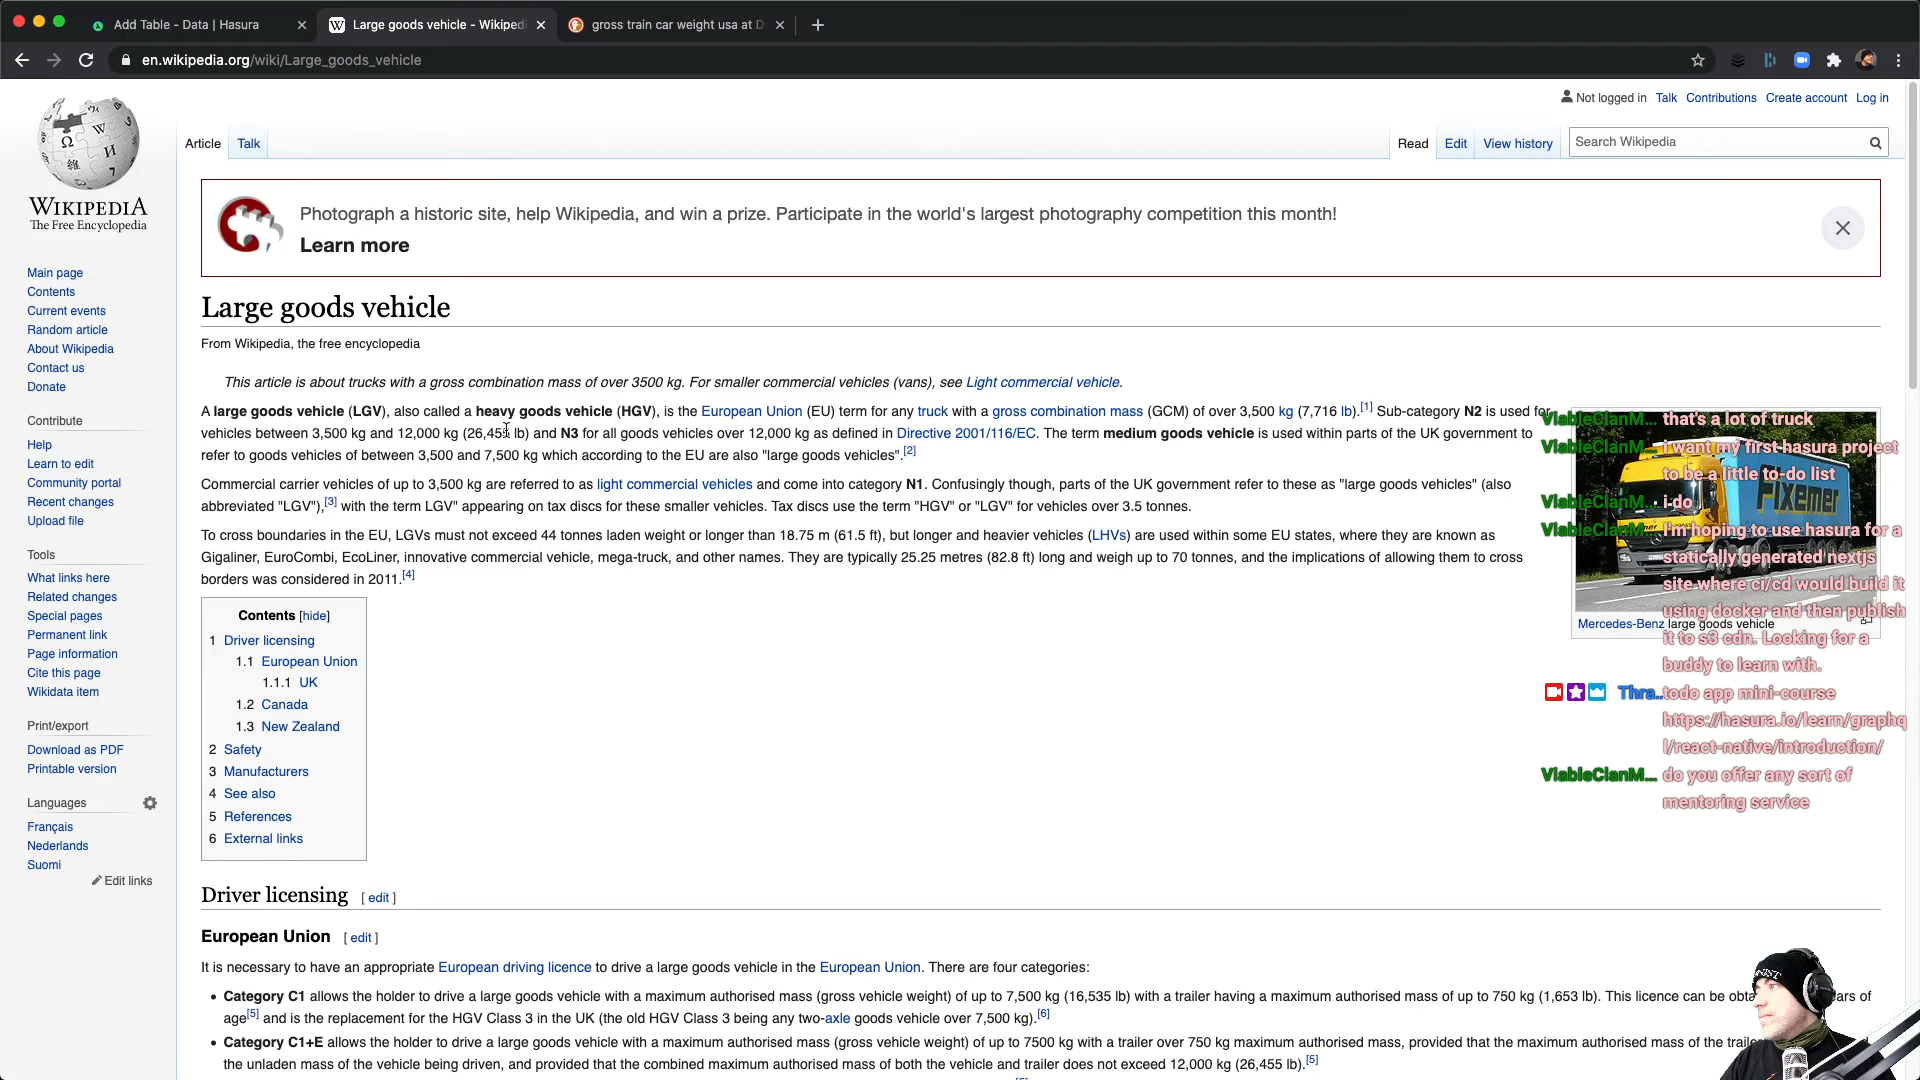 Add Table - Data | Hasura
Large goods vehicle - Wikiped
gross train car weight usa at D
en.wikipedia.org/wiki/Large_goods_vehicle
Not logged in Talk Contributions Create account Log in
Article Talk
Read Edit View history
Search Wikipedia
WIKIPEDIA
The Free Encyclopedia
Main page
Contents
Current events
Random article
About Wikipedia
Contact us
Donate
Contribute
Help
Learn to edit
Community portal
Recent changes
Upload file
Tools
What links here
Related changes
Special pages
Permanent link
Page information
Cite this page
Wikidata item
Print/export
Download as PDF
Printable version
Languages
Français
Nederlands
Suomi
Edit links
Photograph a historic site, help Wikipedia, and win a prize. Participate in the world's largest photography competition this month!
Learn more
Large goods vehicle
From Wikipedia, the free encyclopedia
This article is about trucks with a gross combination mass of over 3500 kg. For smaller commercial vehicles (vans), see Light commercial vehicle.
A large goods vehicle (LGV), also called a heavy goods vehicle (HGV), is the European Union (EU) term for any truck with a gross combination mass (GCM) of over 3,500 kg (7,716 lb).[1] Sub-category N2 is used for
vehicles between 3,500 kg and 12,000 kg (26,455 lb) and N3 for all goods vehicles over 12,000 kg as defined in Directive 2001/116/EC. The term medium goods vehicle is used within parts of the UK government to
refer to goods vehicles of between 3,500 and 7,500 kg which according to the EU are also "large goods vehicles".[2]
Commercial carrier vehicles of up to 3,500 kg are referred to as light commercial vehicles and come into category N1. Confusingly though, parts of the UK government refer to these as "large goods vehicles" (also
abbreviated "LGV"),[3] with the term LGV" appearing on tax discs for these smaller vehicles. Tax discs use the term "HGV" or "LGV" for vehicles over 3.5 tonnes.
To cross boundaries in the EU, LGVs must not exceed 44 tonnes laden weight or longer than 18.75 m (61.5 ft), but longer and heavier vehicles (LHVs) are used within some EU states, where they are known as
Gigaliner, EuroCombi, EcoLiner, innovative commercial vehicle, mega-truck, and other names. They are typically 25.25 metres (82.8 ft) long and weigh up to 70 tonnes, and the implications of allowing them to cross
borders was considered in 2011.[4]
Contents [hide]
1 Driver licensing
1.1 European Union
1.1.1 UK
1.2 Canada
1.3 New Zealand
2 Safety
3 Manufacturers
4 See also
5 References
6 External links
Pixemer
Mercedes-Benz large goods vehicle
ViableClanM... that's a lot of truck
ViableClanM... i want my first hasura project
to be a little to-do list
ViableClanM... i do
ViableClanM... I'm hoping to use hasura for a
statically generated nextjs
site where ci/cd would build it
using docker and then publish
it to s3 cdn. Looking for a
buddy to learn with.
Thra... todo app mini-course
https://hasura.io/learn/graphq
l/react-native/introduction/
ViableClanM... do you offer any sort of
mentoring service
Driver licensing [ edit ]
European Union [ edit ]
It is necessary to have an appropriate European driving licence to drive a large goods vehicle in the European Union. There are four categories:
• Category C1 allows the holder to drive a large goods vehicle with a maximum authorised mass (gross vehicle weight) of up to 7,500 kg (16,535 lb) with a trailer having a maximum authorised mass of up to 750 kg (1,653 lb). This licence can be obta ars of
age[5] and is the replacement for the HGV Class 3 in the UK (the old HGV Class 3 being any two-axle goods vehicle over 7,500 kg).[6]
• Category C1+E allows the holder to drive a large goods vehicle with a maximum authorised mass (gross vehicle weight) of up to 7500 kg with a trailer over 750 kg maximum authorised mass, provided that the maximum authorised mass of the traile
the unladen mass of the vehicle being driven, and provided that the combined maximum authorised mass of both the vehicle and trailer does not exceed 12,000 kg (26,455 lb).[5]